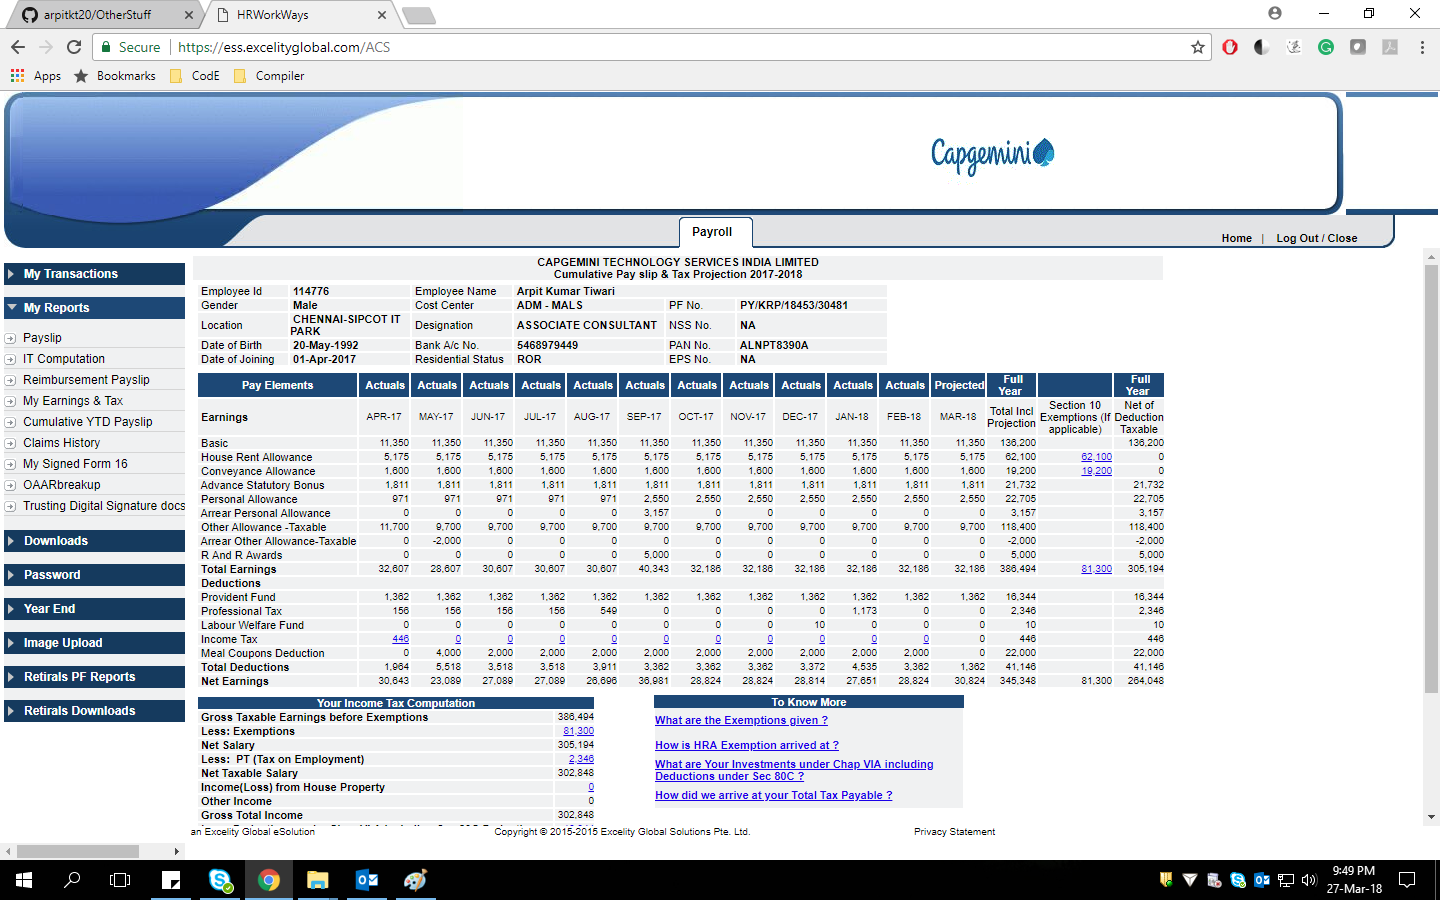 arpitkt20/OtherStuff
HRWorkWays
Secure https://ess.excelityglobal.com/ACS
Apps Bookmarks CodE Compiler
Capgemini
Payroll
Home | Log Out / Close
My Transactions
My Reports
Payslip
IT Computation
Reimbursement Payslip
My Earnings & Tax
Cumulative YTD Payslip
Claims History
My Signed Form 16
OAARbreakup
Trusting Digital Signature docs
Downloads
Password
Year End
Image Upload
Retirals PF Reports
Retirals Downloads
CAPGEMINI TECHNOLOGY SERVICES INDIA LIMITED
Cumulative Pay slip & Tax Projection 2017-2018
Employee Id 114776 Employee Name Arpit Kumar Tiwari
Gender Male Cost Center ADM - MALS PF No. PY/KRP/18453/30481
Location CHENNAI-SIPCOT IT PARK Designation ASSOCIATE CONSULTANT NSS No. NA
Date of Birth 20-May-1992 Bank A/c No. 5468979449 PAN No. ALNPT8390A
Date of Joining 01-Apr-2017 Residential Status ROR EPS No. NA
Pay Elements Actuals Actuals Actuals Actuals Actuals Actuals Actuals Actuals Actuals Actuals Actuals Projected Full Year Full Year
Earnings APR-17 MAY-17 JUN-17 JUL-17 AUG-17 SEP-17 OCT-17 NOV-17 DEC-17 JAN-18 FEB-18 MAR-18 Total Incl Projection Section 10 Exemptions (If applicable) Net of Deduction Taxable
Basic 11,350 11,350 11,350 11,350 11,350 11,350 11,350 11,350 11,350 11,350 11,350 11,350 136,200 136,200
House Rent Allowance 5,175 5,175 5,175 5,175 5,175 5,175 5,175 5,175 5,175 5,175 5,175 5,175 62,100 62,100 0
Conveyance Allowance 1,600 1,600 1,600 1,600 1,600 1,600 1,600 1,600 1,600 1,600 1,600 1,600 19,200 19,200 0
Advance Statutory Bonus 1,811 1,811 1,811 1,811 1,811 1,811 1,811 1,811 1,811 1,811 1,811 1,811 21,732 21,732
Personal Allowance 971 971 971 971 971 2,550 2,550 2,550 2,550 2,550 2,550 2,550 22,705 22,705
Arrear Personal Allowance 0 0 0 0 0 3,157 0 0 0 0 0 0 3,157 3,157
Other Allowance -Taxable 11,700 9,700 9,700 9,700 9,700 9,700 9,700 9,700 9,700 9,700 9,700 9,700 118,400 118,400
Arrear Other Allowance-Taxable 0 -2,000 0 0 0 0 0 0 0 0 0 0 -2,000 -2,000
R And R Awards 0 0 0 0 0 5,000 0 0 0 0 0 0 5,000 5,000
Total Earnings 32,607 28,607 30,607 30,607 30,607 40,343 32,186 32,186 32,186 32,186 32,186 32,186 386,494 81,300 305,194
Deductions
Provident Fund 1,362 1,362 1,362 1,362 1,362 1,362 1,362 1,362 1,362 1,362 1,362 1,362 16,344 16,344
Professional Tax 156 156 156 156 549 0 0 0 0 1,173 0 0 2,346 2,346
Labour Welfare Fund 0 0 0 0 0 0 0 0 10 0 0 0 10 10
Income Tax 446 0 0 0 0 0 0 0 0 0 0 0 446 446
Meal Coupons Deduction 0 4,000 2,000 2,000 2,000 2,000 2,000 2,000 2,000 2,000 2,000 0 22,000 22,000
Total Deductions 1,964 5,518 3,518 3,518 3,911 3,362 3,362 3,362 3,372 4,535 3,362 1,362 41,146 41,146
Net Earnings 30,643 23,089 27,089 27,089 26,696 36,981 28,824 28,824 28,814 27,651 28,824 30,824 345,348 81,300 264,048
Your Income Tax Computation
Gross Taxable Earnings before Exemptions 386,494
Less: Exemptions 81,300
Net Salary 305,194
Less: PT (Tax on Employment) 2,346
Net Taxable Salary 302,848
Income(Loss) from House Property 0
Other Income 0
Gross Total Income 302,848
To Know More
What are the Exemptions given ?
How is HRA Exemption arrived at ?
What are Your Investments under Chap VIA including
Deductions under Sec 80C ?
How did we arrive at your Total Tax Payable ?
an Excelity Global eSolution Copyright © 2015-2015 Excelity Global Solutions Pte. Ltd. Privacy Statement
9:49 PM
27-Mar-18